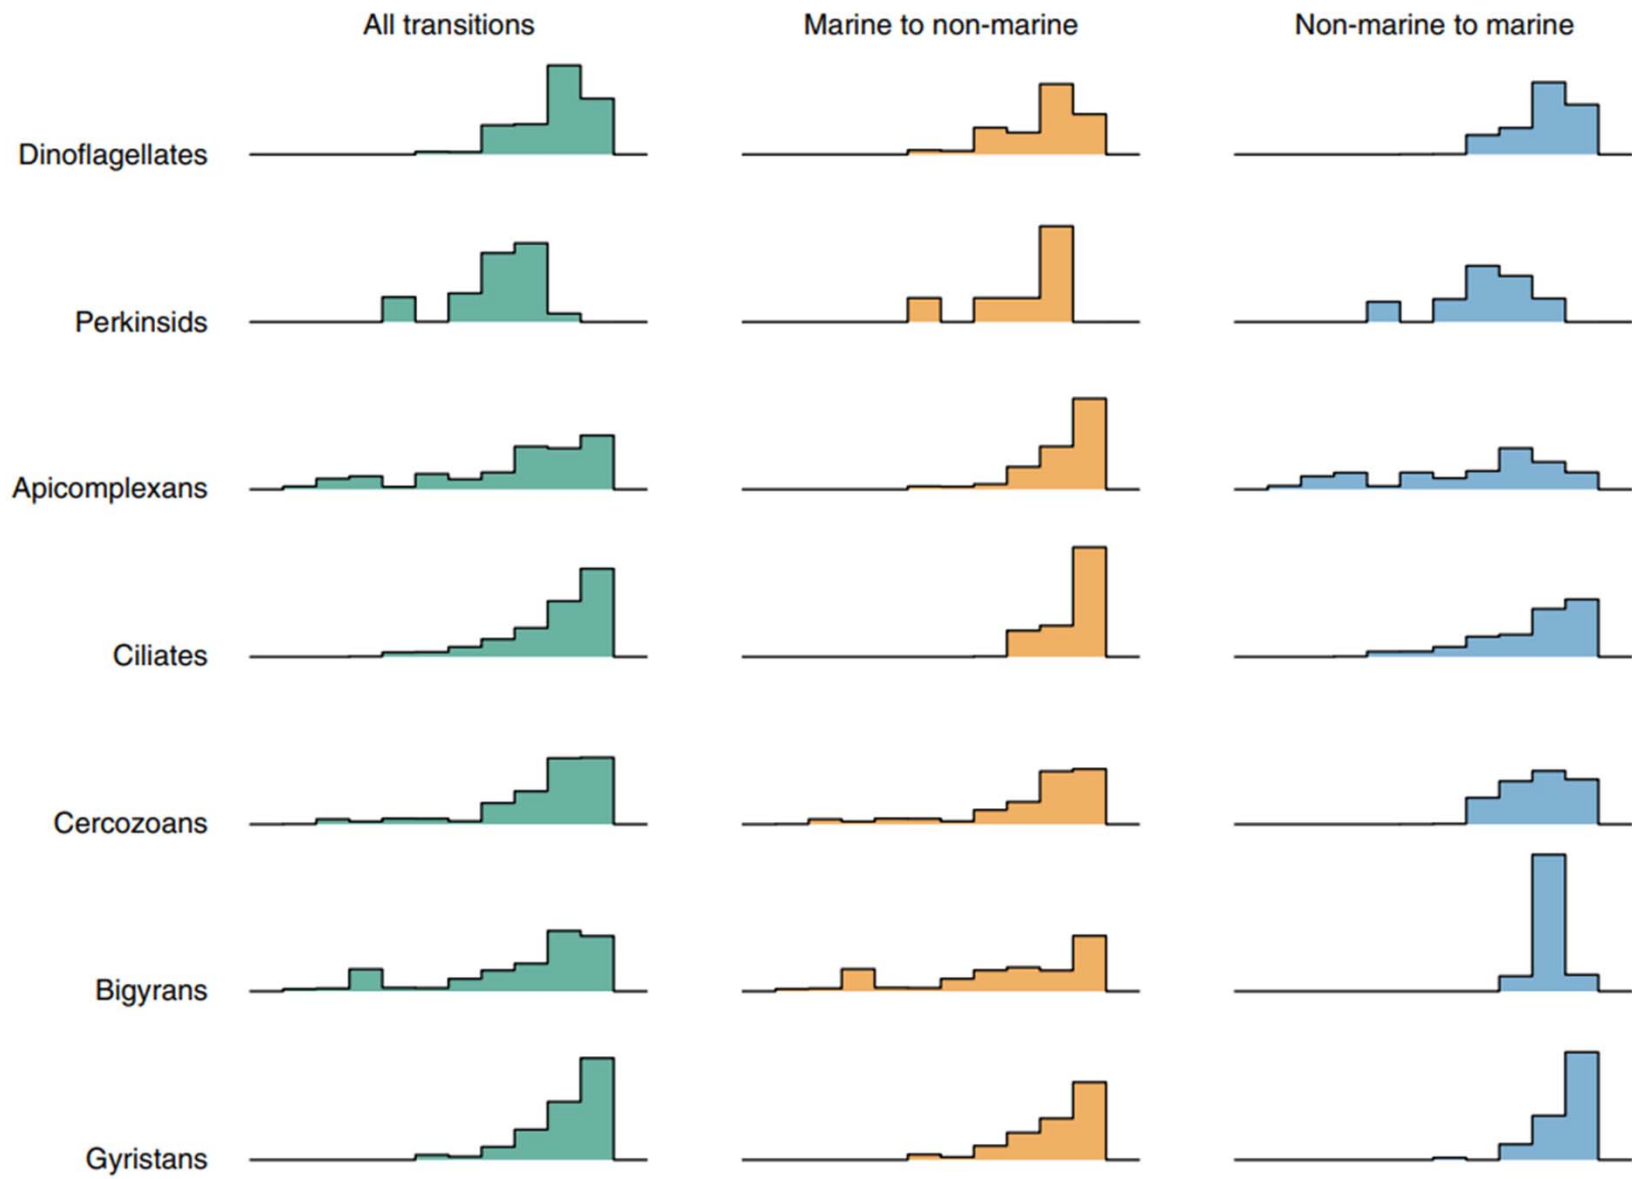 All transitions Marine to non-marine Non-marine to marine
Dinoflagellates
Perkinsids
Apicomplexans
Ciliates
Cercozoans
Bigyrans
Gyristans